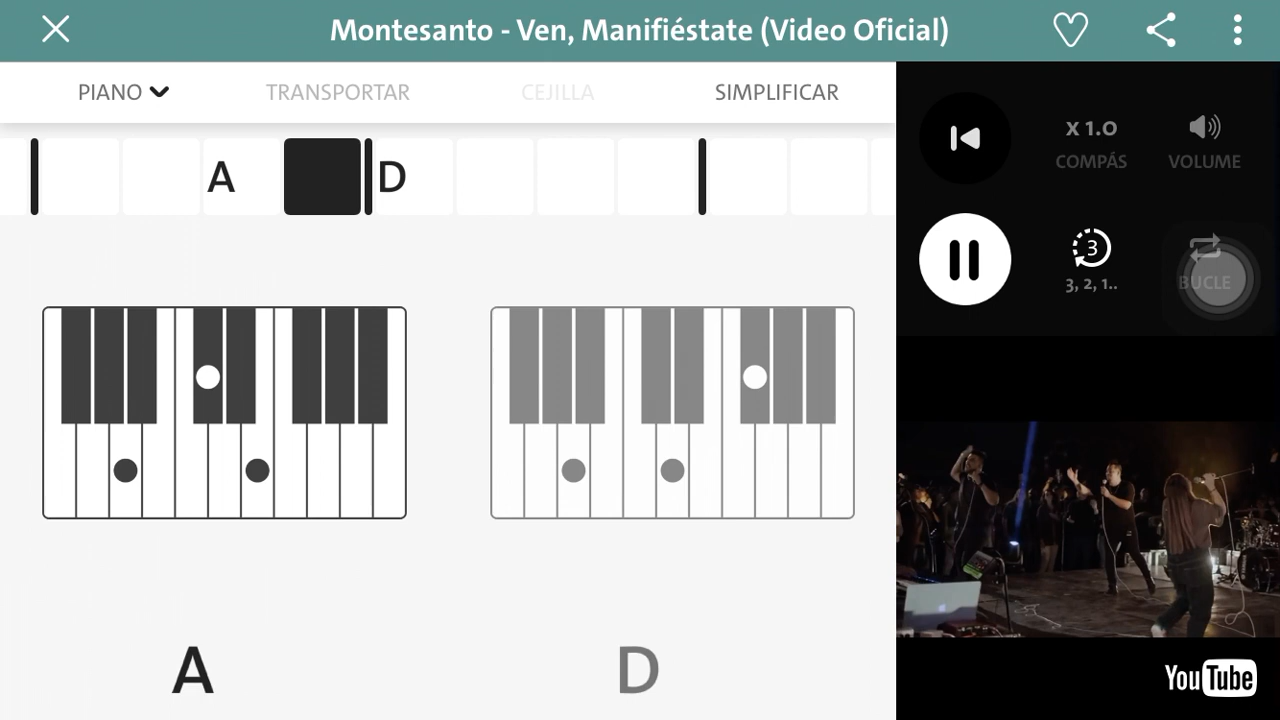 Montesanto - Ven, Manifiéstate (Video Oficial)
PIANO TRANSPORTAR CEJILLA SIMPLIFICAR
A D
X 1.0
COMPÁS VOLUME
3
3, 2, 1.. BUCLE
A D
YouTube